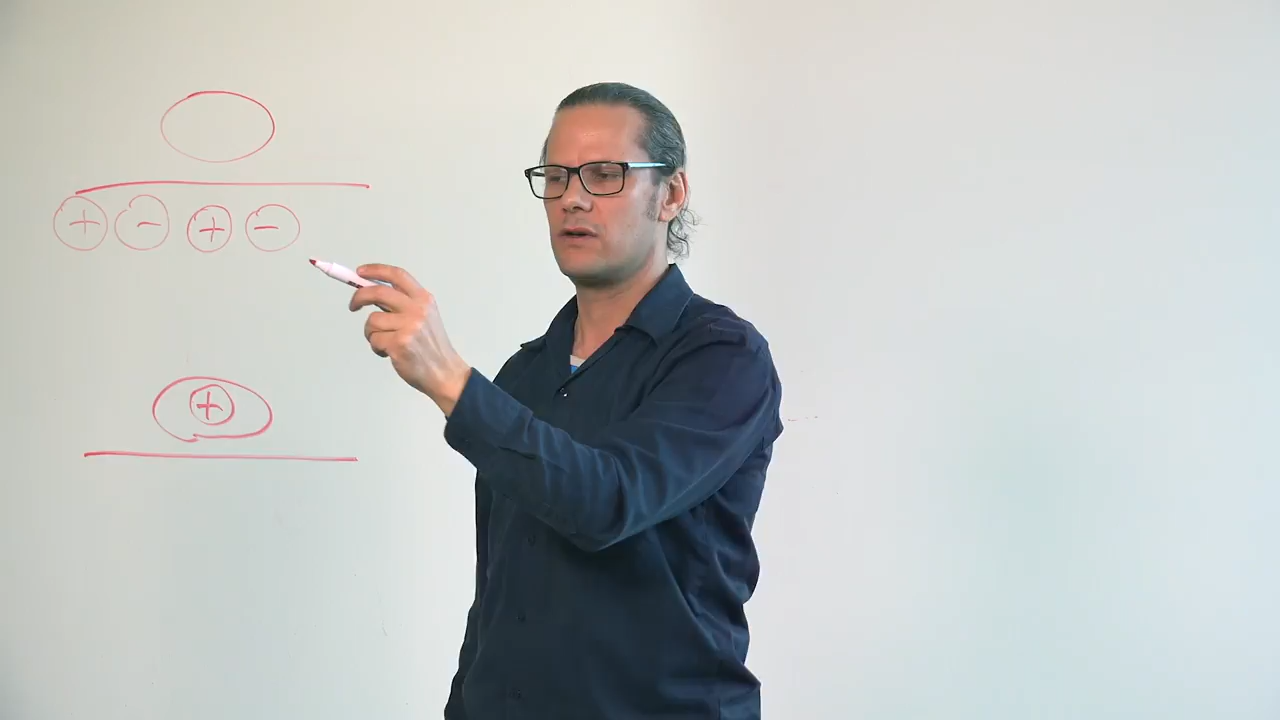 + - + -
+